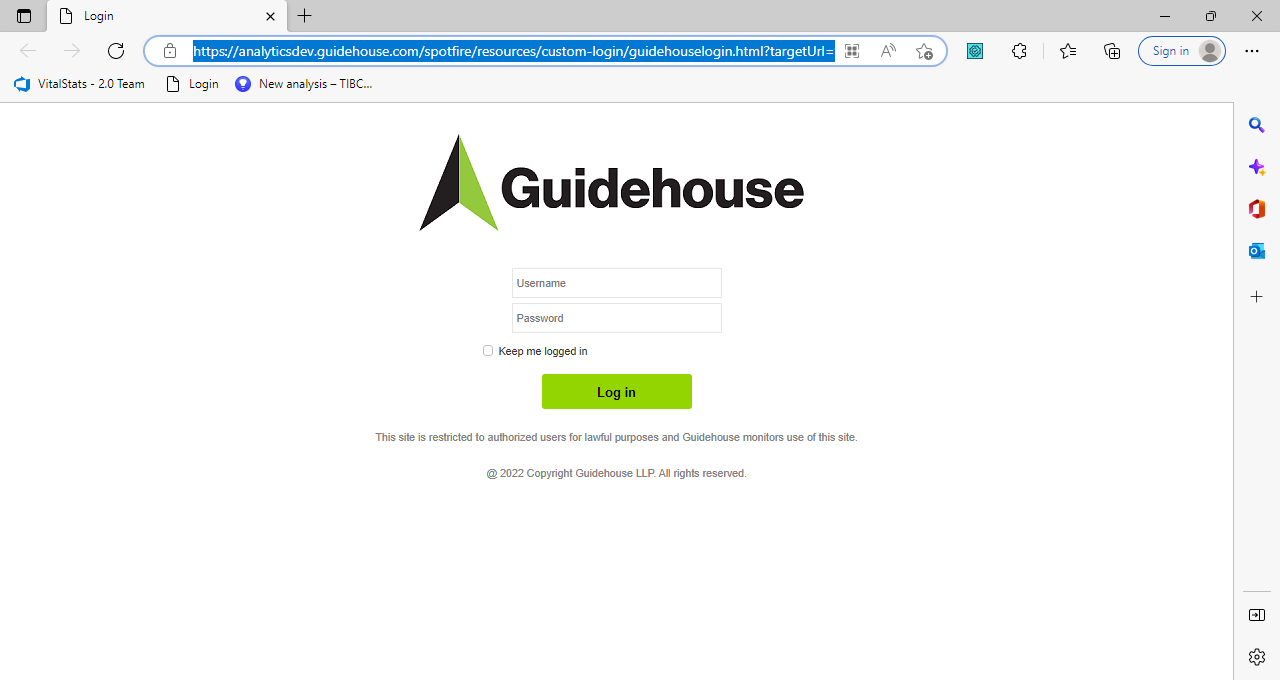 Login
https://analyticsdev.guidehouse.com/spotfire/resources/custom-login/guidehouselogin.html?targetUrl=
Sign in
VitalStats - 2.0 Team
Login
New analysis – TIBC...
Guidehouse
Username
Password
Keep me logged in
Log in
This site is restricted to authorized users for lawful purposes and Guidehouse monitors use of this site.
@ 2022 Copyright Guidehouse LLP. All rights reserved.